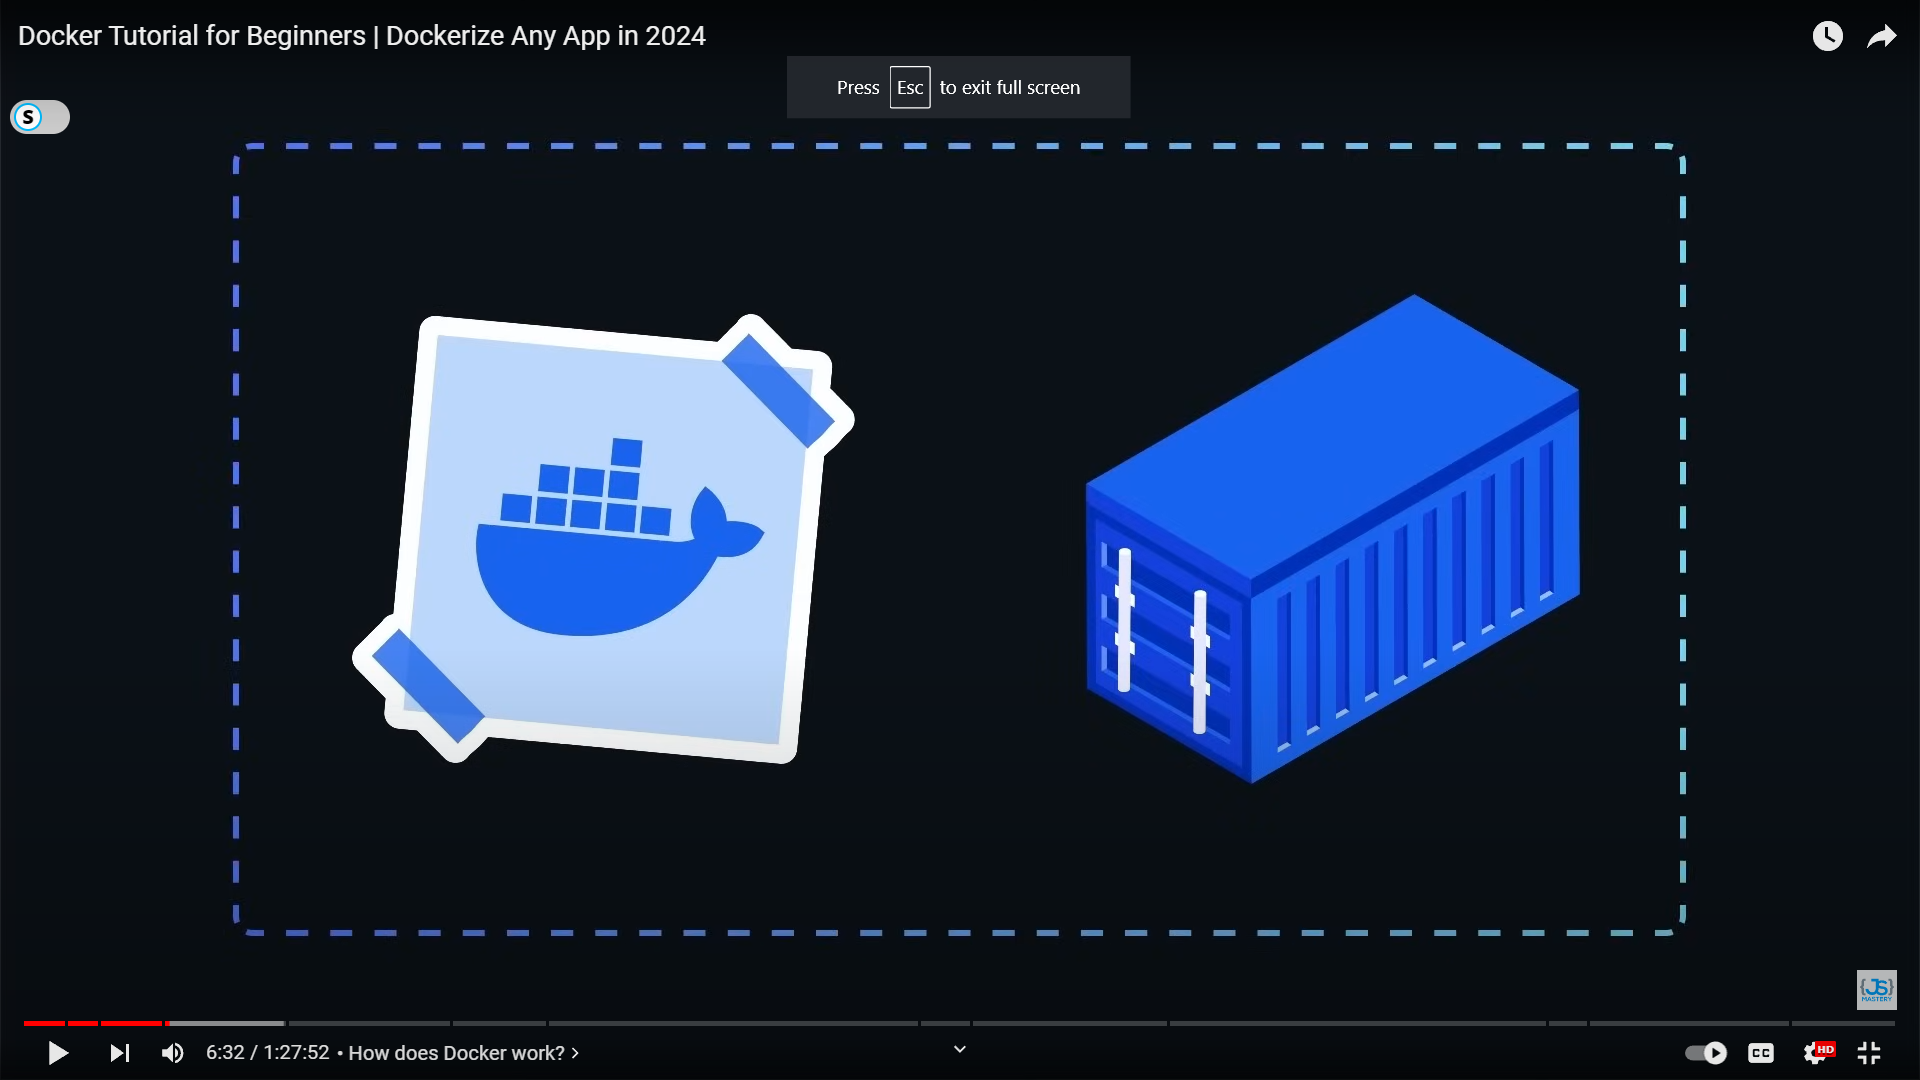 Docker Tutorial for Beginners | Dockerize Any App in 2024
Press Esc to exit full screen
S
{JS}
MASTERY
6:32 / 1:27:52 • How does Docker work? >
CC
HD